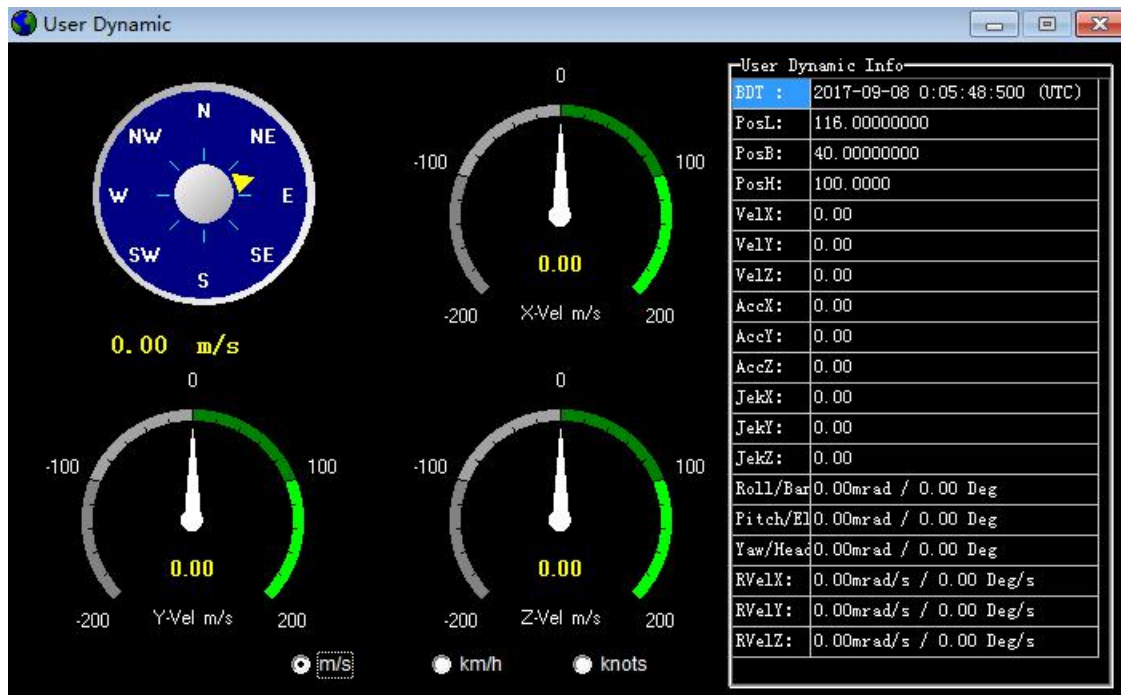 User Dynamic
N
NW NE
W E
SW SE
S
0.00 m/s
0
-100 100
0.00
-200 X-Vel m/s 200
0
-100 100
0.00
-200 Y-Vel m/s 200
0
-100 100
0.00
-200 Z-Vel m/s 200
m/s km/h knots
User Dynamic Info
BDT : 2017-09-08 0:05:48:500 (UTC)
PosL: 116.00000000
PosB: 40.00000000
PosH: 100.0000
VelX: 0.00
VelY: 0.00
VelZ: 0.00
AccX: 0.00
AccY: 0.00
AccZ: 0.00
JekX: 0.00
JekY: 0.00
JekZ: 0.00
Roll/Bar 0.00mrad / 0.00 Deg
Pitch/El 0.00mrad / 0.00 Deg
Yaw/Head 0.00mrad / 0.00 Deg
RVelX: 0.00mrad/s / 0.00 Deg/s
RVelY: 0.00mrad/s / 0.00 Deg/s
RVelZ: 0.00mrad/s / 0.00 Deg/s